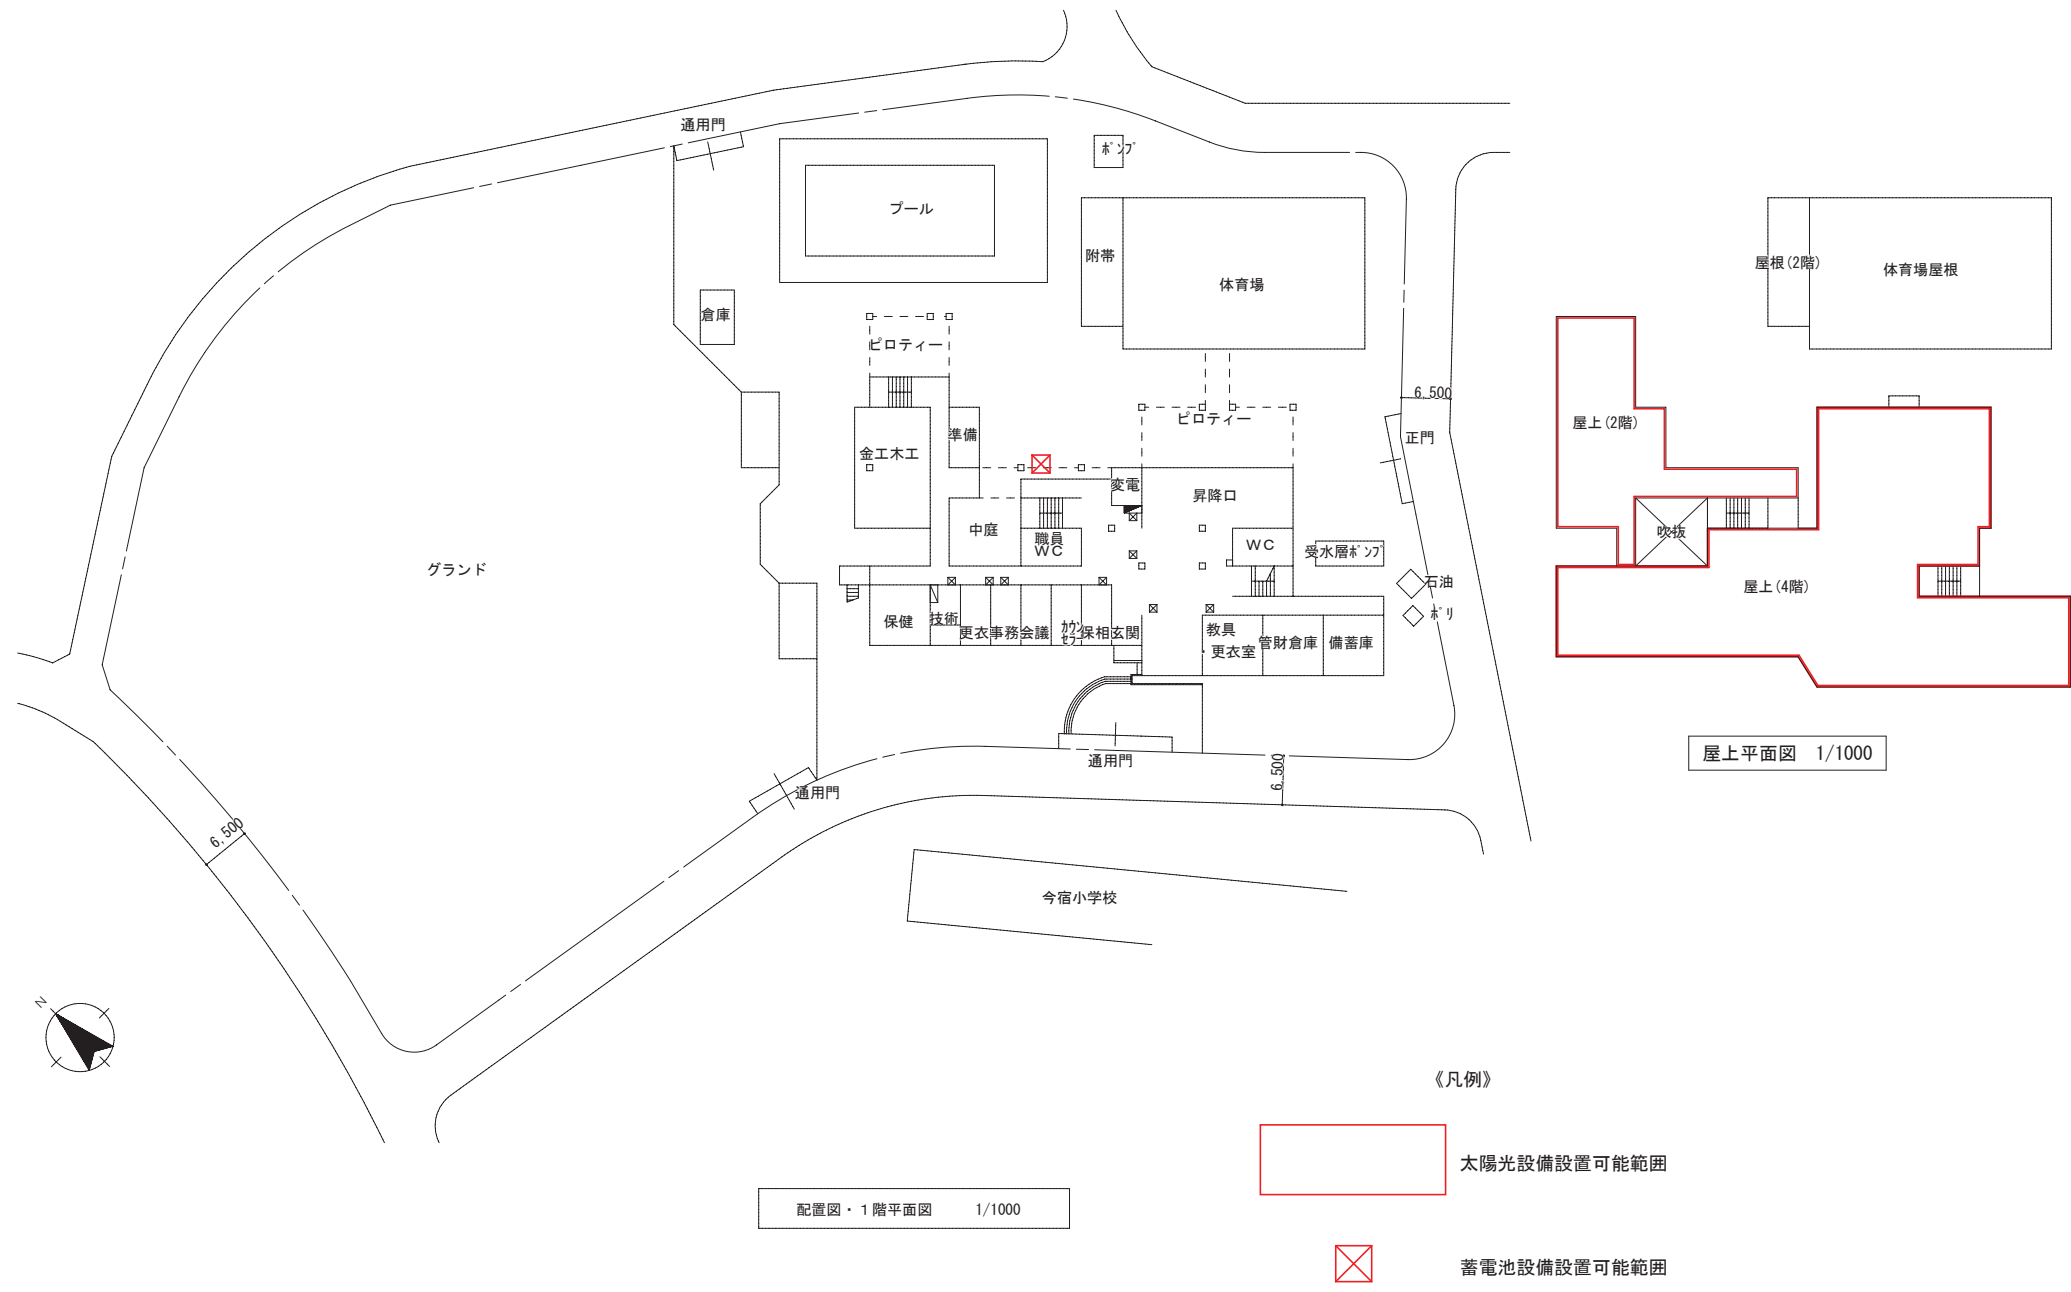 通用門
ポンプ
プール
附帯
体育場
屋根(2階)
体育場屋根
倉庫
ピロティー
6,500
ピロティー
正門
屋上(2階)
準備
金工木工
変電
昇降口
中庭
職員
WC
WC
受水層ポンプ
吹抜
グランド
石油
屋上(4階)
ポリ
保健
技術
更衣
事務
会議
カウン
セラ
保相
玄関
教具
・更衣室
管財倉庫
備蓄庫
屋上平面図 1/1000
通用門
6,500
通用門
6,500
今宿小学校
N
《凡例》
太陽光設備設置可能範囲
配置図・1階平面図 1/1000
蓄電池設備設置可能範囲